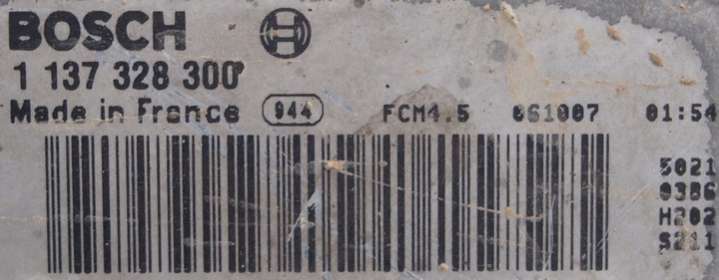 BOSCH
1 137 328 300
Made in France 944 FCM4.5 061007 01:54
5021
0386
H202
S211